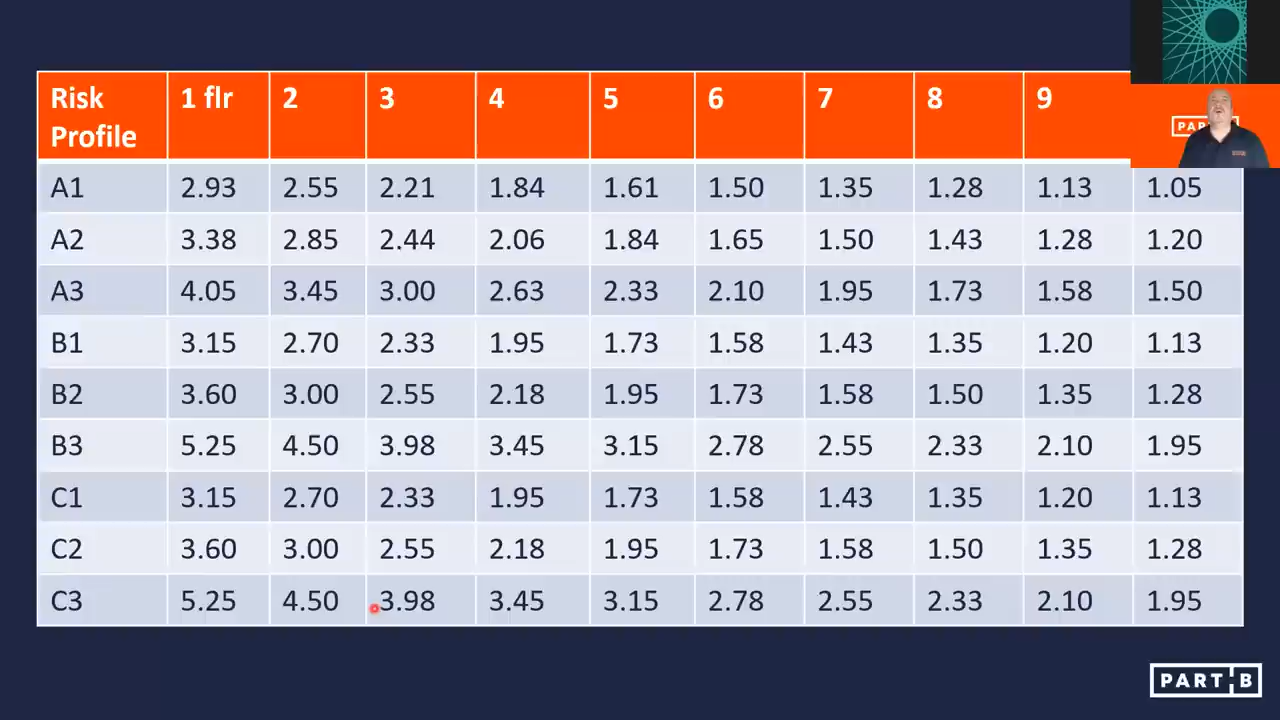 Risk Profile 1 flr 2 3 4 5 6 7 8 9
A1 2.93 2.55 2.21 1.84 1.61 1.50 1.35 1.28 1.13 1.05
A2 3.38 2.85 2.44 2.06 1.84 1.65 1.50 1.43 1.28 1.20
A3 4.05 3.45 3.00 2.63 2.33 2.10 1.95 1.73 1.58 1.50
B1 3.15 2.70 2.33 1.95 1.73 1.58 1.43 1.35 1.20 1.13
B2 3.60 3.00 2.55 2.18 1.95 1.73 1.58 1.50 1.35 1.28
B3 5.25 4.50 3.98 3.45 3.15 2.78 2.55 2.33 2.10 1.95
C1 3.15 2.70 2.33 1.95 1.73 1.58 1.43 1.35 1.20 1.13
C2 3.60 3.00 2.55 2.18 1.95 1.73 1.58 1.50 1.35 1.28
C3 5.25 4.50 3.98 3.45 3.15 2.78 2.55 2.33 2.10 1.95
PART B